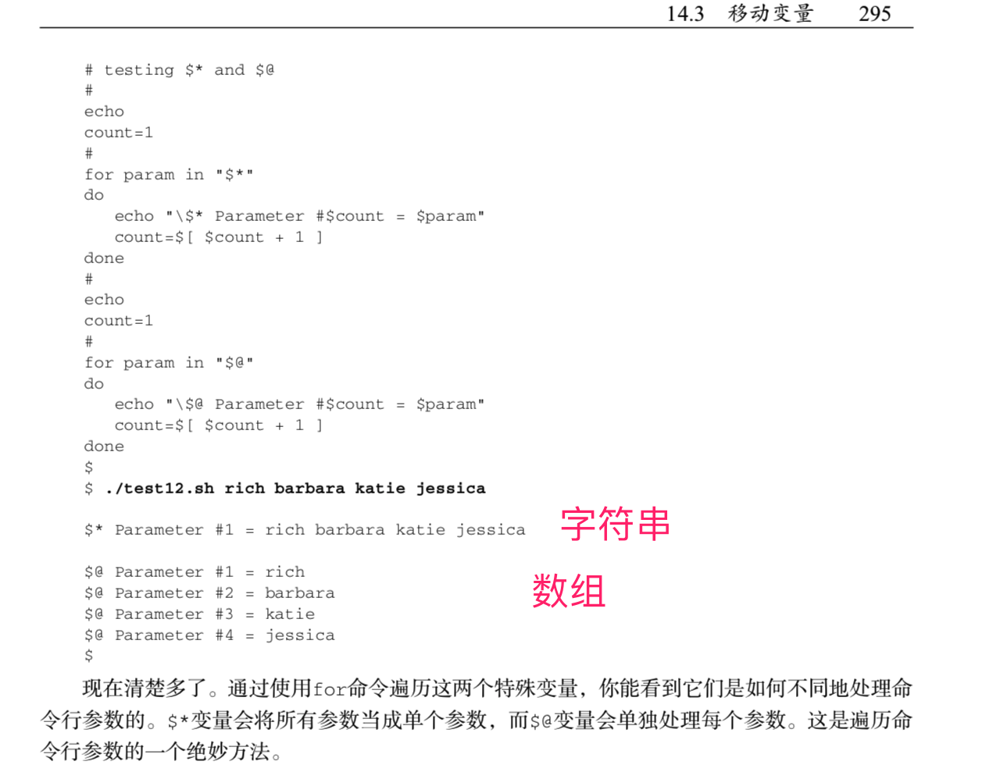 14.3 移动变量 295
# testing $* and $@
#
echo
count=1
#
for param in "$*"
do
   echo "\$* Parameter #$count = $param"
   count=$[ $count + 1 ]
done
#
echo
count=1
#
for param in "$@"
do
   echo "\$@ Parameter #$count = $param"
   count=$[ $count + 1 ]
done
$
$ ./test12.sh rich barbara katie jessica
$* Parameter #1 = rich barbara katie jessica 字符串
$@ Parameter #1 = rich
$@ Parameter #2 = barbara 数组
$@ Parameter #3 = katie
$@ Parameter #4 = jessica
$
现在清楚多了。通过使用for命令遍历这两个特殊变量，你能看到它们是如何不同地处理命
令行参数的。$*变量会将所有参数当成单个参数，而$@变量会单独处理每个参数。这是遍历命
令行参数的一个绝妙方法。